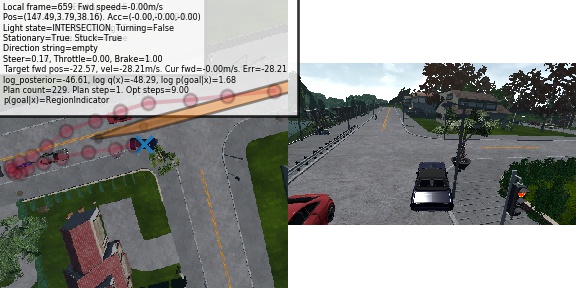 Local frame=659: Fwd speed=-0.00m/s
Pos=(147.49,3.79,38.16). Acc=(-0.00,-0.00,-0.00)
Light state=INTERSECTION, Turning=False
Stationary=True. Stuck=True
Direction string=empty
Steer=0.17, Throttle=0.00, Brake=1.00
Target fwd pos=-22.57, vel=-28.21m/s. Cur fwd=-0.00m/s. Err=-28.21
log_posterior=-46.61, log q(x)=-48.29, log p(goal|x)=1.68
Plan count=229. Plan step=1. Opt steps=9.00
p(goal|x)=RegionIndicator